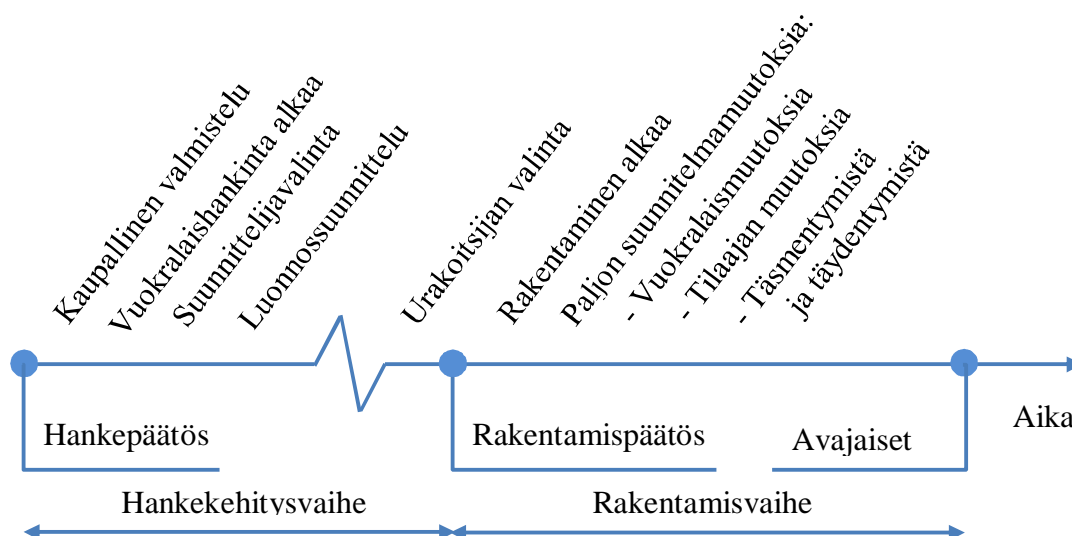 Kaupallinen valmistelu
Vuokralaishankinta alkaa
Suunnittelijavalinta
Luonnossuunnittelu
Urakoitsijan valinta
Rakentaminen alkaa
Paljon suunnitelmamuutoksia:
- Vuokralaismuutoksia
- Tilaajan muutoksia
- Täsmentymistä
ja täydentymistä
Hankepäätös
Rakentamispäätös
Avajaiset
Aika
Hankekehitysvaihe
Rakentamisvaihe